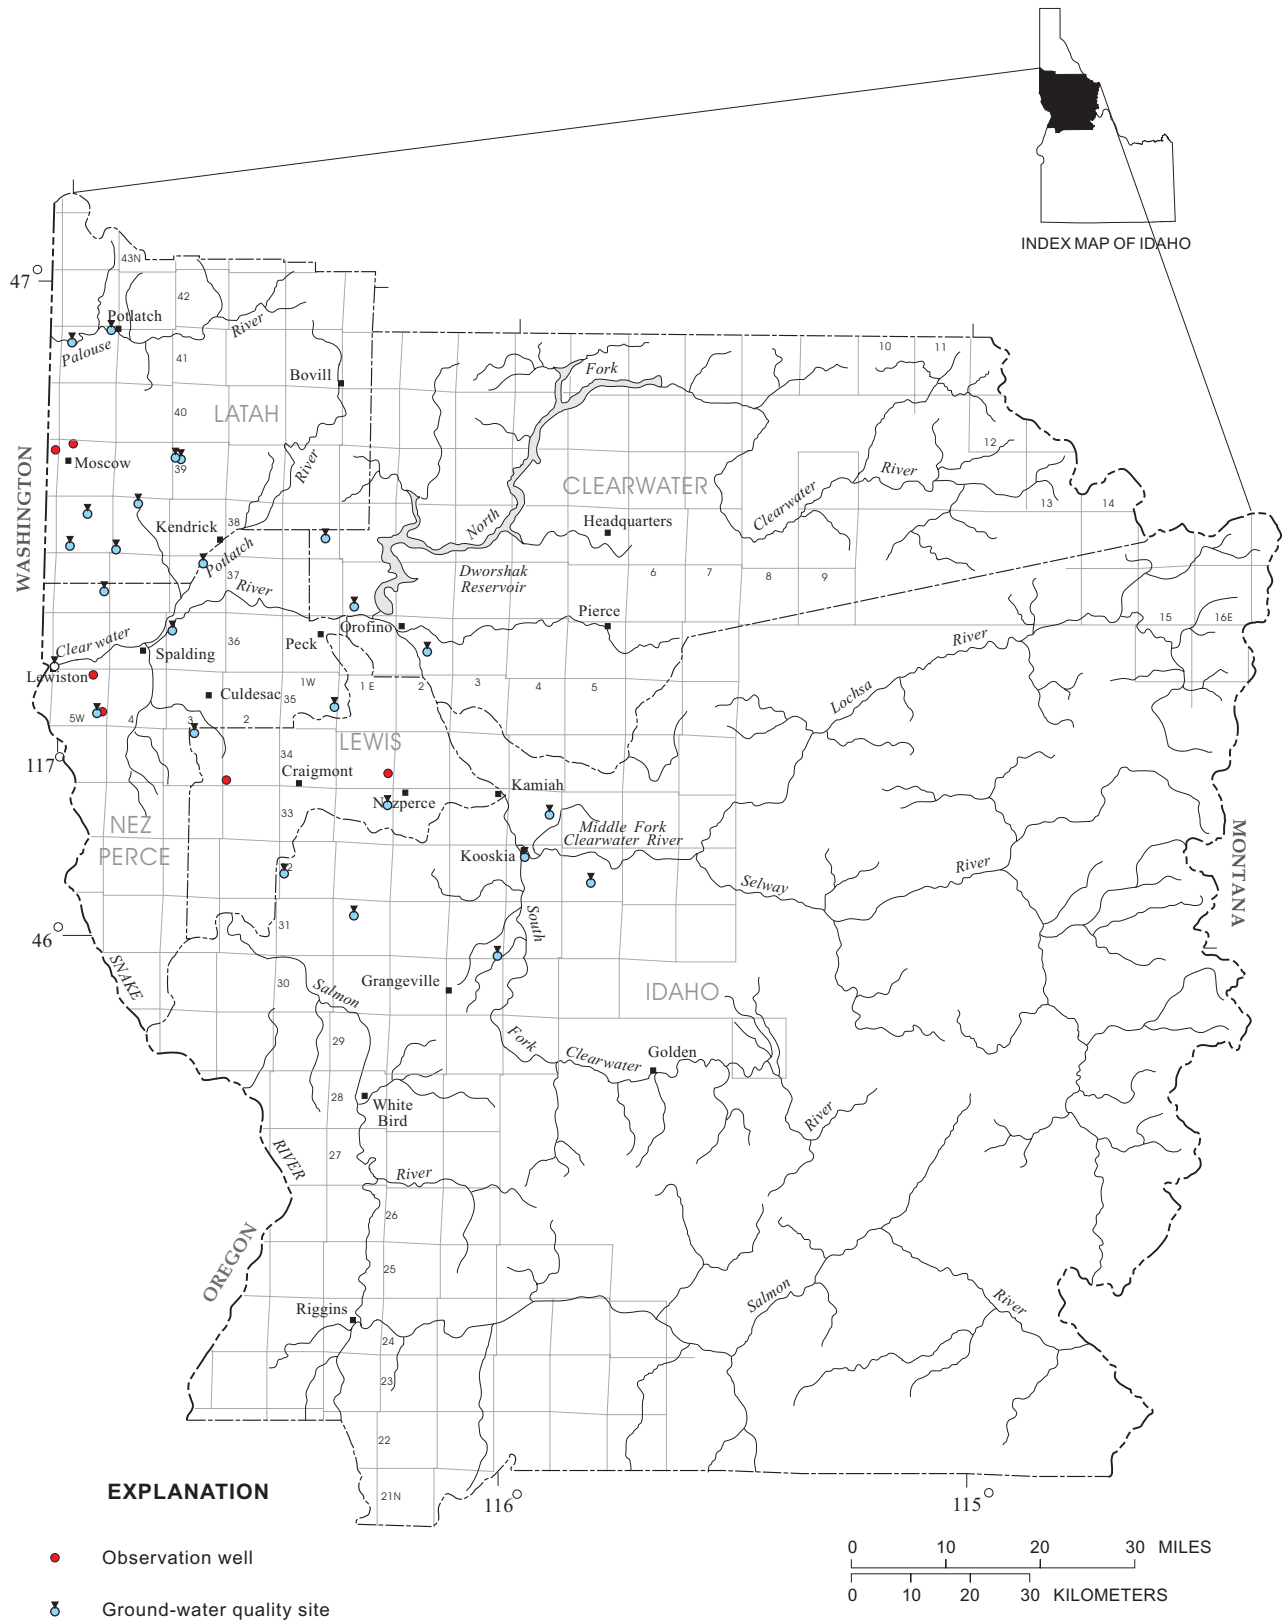 INDEX MAP OF IDAHO
47°
43N
42
Potlatch
River
Palouse
41
Bovill
40
LATAH
10
11
Fork
12
WASHINGTON
Moscow
39
River
CLEARWATER
River
13
14
Clearwater
North
Headquarters
Kendrick
38
Potlatch
37
River
Dworshak
Reservoir
6
7
8
9
Pierce
15
16E
Clearwater
Spalding
36
Peck
Orofino
River
Lewiston
Culdesac
35
1W
1 E
2
3
4
5
Lochsa
5W
4
3
2
34
LEWIS
117°
Craigmont
Nezperce
Kamiah
33
NEZ
PERCE
Middle Fork
Clearwater River
Kooskia
Selway
River
MONTANA
31
South
46°
SNAKE
30
Salmon
Grangeville
IDAHO
29
Fork
Clearwater
Golden
28
White
Bird
River
RIVER
27
River
26
OREGON
25
Riggins
Salmon
River
24
23
22
21N
116°
115°
EXPLANATION
Observation well
Ground-water quality site
0 10 20 30 MILES
0 10 20 30 KILOMETERS